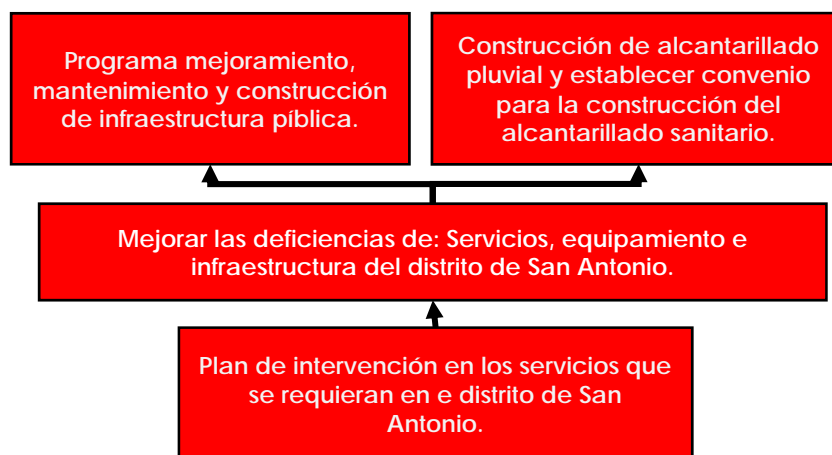 Programa mejoramiento,
mantenimiento y construcción
de infraestructura píblica.
Construcción de alcantarillado
pluvial y establecer convenio
para la construcción del
alcantarillado sanitario.
Mejorar las deficiencias de: Servicios, equipamiento e
infraestructura del distrito de San Antonio.
Plan de intervención en los servicios que
se requieran en e distrito de San
Antonio.